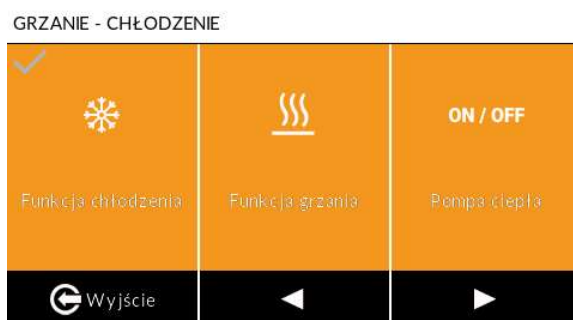 GRZANIE - CHŁODZENIE
ON / OFF
Funkcja chłodzenia
Funkcja grzania
Pompa ciepła
Wyjście